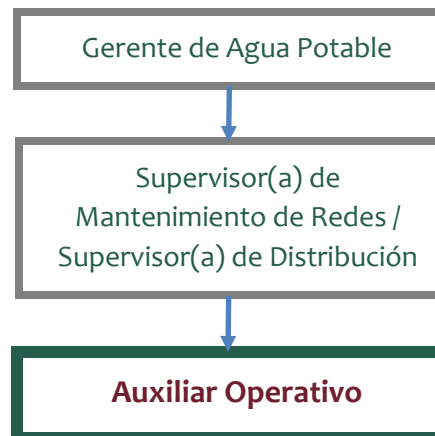 Gerente de Agua Potable
Supervisor(a) de
Mantenimiento de Redes /
Supervisor(a) de Distribución
Auxiliar Operativo